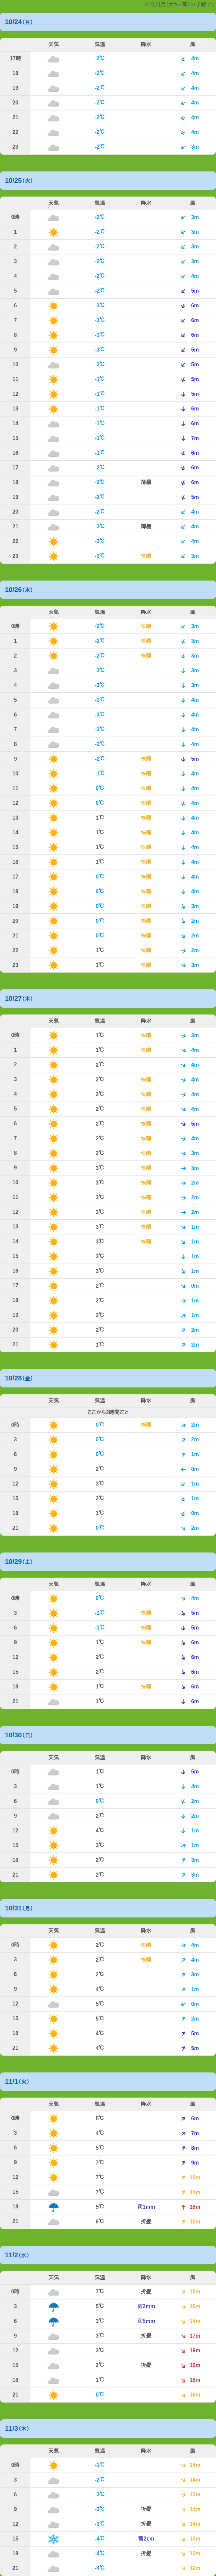 10/24(月)
天気 気温 降水 風
17時 -2℃ 4m
18 -2℃ 4m
19 -2℃ 4m
20 -2℃ 4m
21 -2℃ 4m
22 -2℃ 4m
23 -2℃ 3m
10/25(火)
天気 気温 降水 風
0時 -2℃ 3m
1 -2℃ 3m
2 -2℃ 3m
3 -2℃ 3m
4 -2℃ 4m
5 -2℃ 5m
6 -3℃ 6m
7 -3℃ 6m
8 -3℃ 6m
9 -3℃ 5m
10 -2℃ 5m
11 -1℃ 5m
12 -1℃ 5m
13 -1℃ 6m
14 -1℃ 6m
15 -1℃ 7m
16 -1℃ 6m
17 -2℃ 6m
18 -2℃ 薄曇 6m
19 -2℃ 5m
20 -2℃ 4m
21 -3℃ 薄曇 4m
22 -3℃ 4m
23 -3℃ 快晴 3m
10/26(水)
天気 気温 降水 風
0時 -2℃ 快晴 3m
1 -2℃ 快晴 3m
2 -2℃ 快晴 3m
3 -3℃ 3m
4 -3℃ 3m
5 -3℃ 4m
6 -3℃ 4m
7 -3℃ 4m
8 -2℃ 4m
9 -2℃ 快晴 5m
10 -1℃ 快晴 4m
11 0℃ 快晴 4m
12 0℃ 快晴 4m
13 1℃ 快晴 4m
14 1℃ 快晴 4m
15 1℃ 快晴 4m
16 1℃ 快晴 4m
17 0℃ 快晴 4m
18 0℃ 快晴 4m
19 0℃ 快晴 3m
20 0℃ 快晴 2m
21 0℃ 快晴 2m
22 1℃ 快晴 2m
23 1℃ 快晴 3m
10/27(木)
天気 気温 降水 風
0時 1℃ 快晴 3m
1 1℃ 快晴 4m
2 2℃ 4m
3 2℃ 快晴 4m
4 2℃ 快晴 4m
5 2℃ 快晴 4m
6 2℃ 快晴 5m
7 2℃ 快晴 4m
8 2℃ 快晴 3m
9 3℃ 快晴 3m
10 3℃ 快晴 2m
11 3℃ 快晴 2m
12 3℃ 快晴 2m
13 3℃ 快晴 1m
14 3℃ 快晴 1m
15 3℃ 1m
16 3℃ 1m
17 2℃ 0m
18 2℃ 1m
19 2℃ 1m
20 2℃ 2m
21 1℃ 2m
10/28(金)
天気 気温 降水 風
ここから3時間ごと
0時 0℃ 快晴 2m
3 0℃ 2m
6 0℃ 1m
9 2℃ 0m
12 3℃ 1m
15 2℃ 1m
18 1℃ 0m
21 0℃ 2m
10/29(土)
天気 気温 降水 風
0時 0℃ 4m
3 -1℃ 快晴 5m
6 -1℃ 快晴 5m
9 1℃ 快晴 6m
12 2℃ 6m
15 2℃ 6m
18 1℃ 快晴 6m
21 1℃ 6m
10/30(日)
天気 気温 降水 風
0時 1℃ 5m
3 1℃ 4m
6 0℃ 2m
9 2℃ 2m
12 4℃ 1m
15 3℃ 1m
18 2℃ 3m
21 2℃ 3m
10/31(月)
天気 気温 降水 風
0時 2℃ 快晴 4m
3 2℃ 快晴 4m
6 2℃ 3m
9 4℃ 1m
12 5℃ 0m
15 5℃ 2m
18 4℃ 5m
21 4℃ 5m
11/1(火)
天気 気温 降水 風
0時 5℃ 6m
3 4℃ 7m
6 5℃ 8m
9 7℃ 9m
12 7℃ 10m
15 7℃ 14m
18 5℃ 雨1mm 18m
21 6℃ 折曇 16m
11/2(水)
天気 気温 降水 風
0時 7℃ 折曇 15m
3 5℃ 雨2mm 10m
6 3℃ 雨5mm 14m
9 3℃ 折曇 17m
12 3℃ 19m
15 2℃ 折曇 19m
18 1℃ 18m
21 0℃ 16m
11/3(木)
天気 気温 降水 風
0時 -1℃ 14m
3 -2℃ 14m
6 -3℃ 13m
9 -3℃ 折曇 14m
12 -3℃ 折曇 14m
15 -4℃ 雪2cm 13m
18 -4℃ 折曇 12m
21 -4℃ 12m